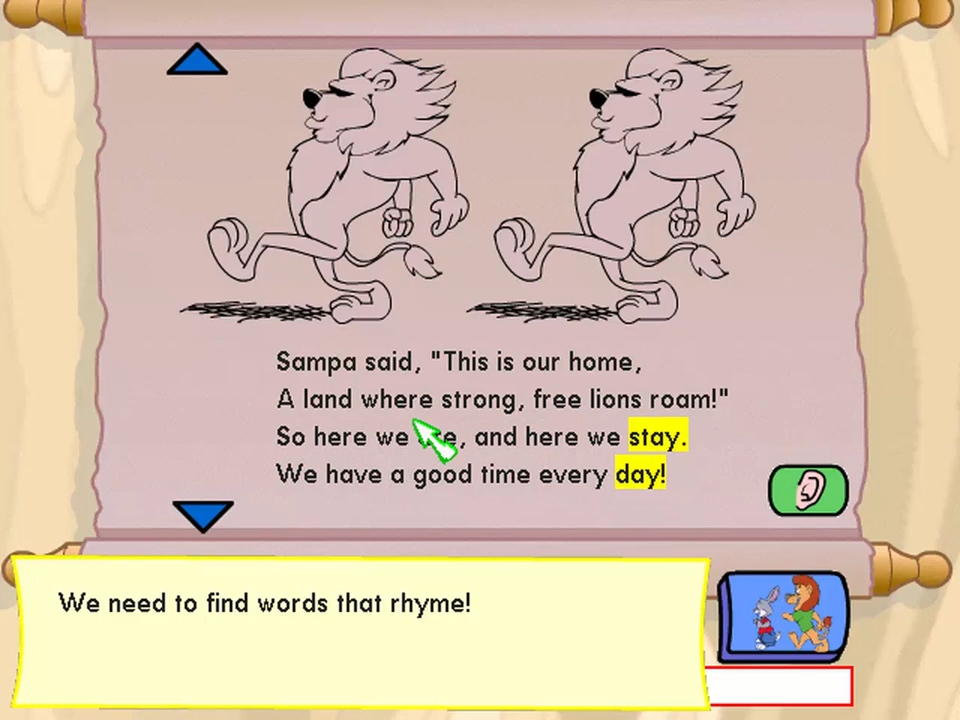 Sampa said, "This is our home,
A land where strong, free lions roam!"
So here we are, and here we stay.
We have a good time every day!
We need to find words that rhyme!